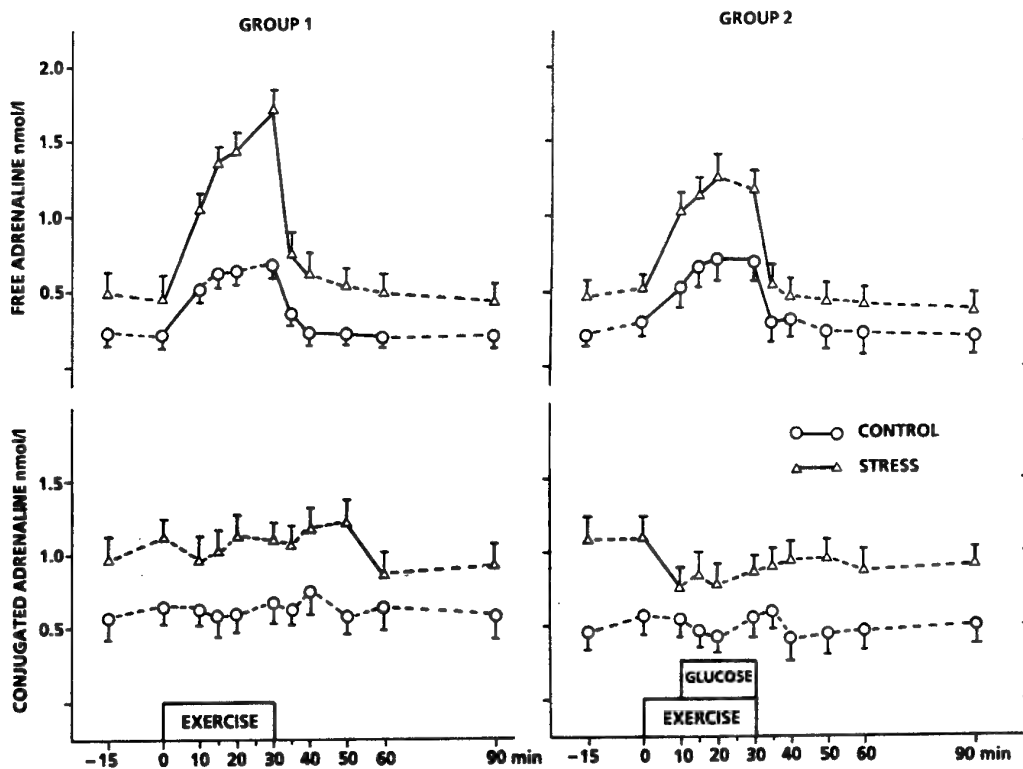 GROUP 1
GROUP 2
FREE ADRENALINE nmol/l
2.0
1.5
1.0
0.5
CONJUGATED ADRENALINE nmol/l
1.5
1.0
0.5
CONTROL
STRESS
EXERCISE
GLUCOSE
EXERCISE
-15 0 10 20 30 40 50 60 90 min
-15 0 10 20 30 40 50 60 90 min